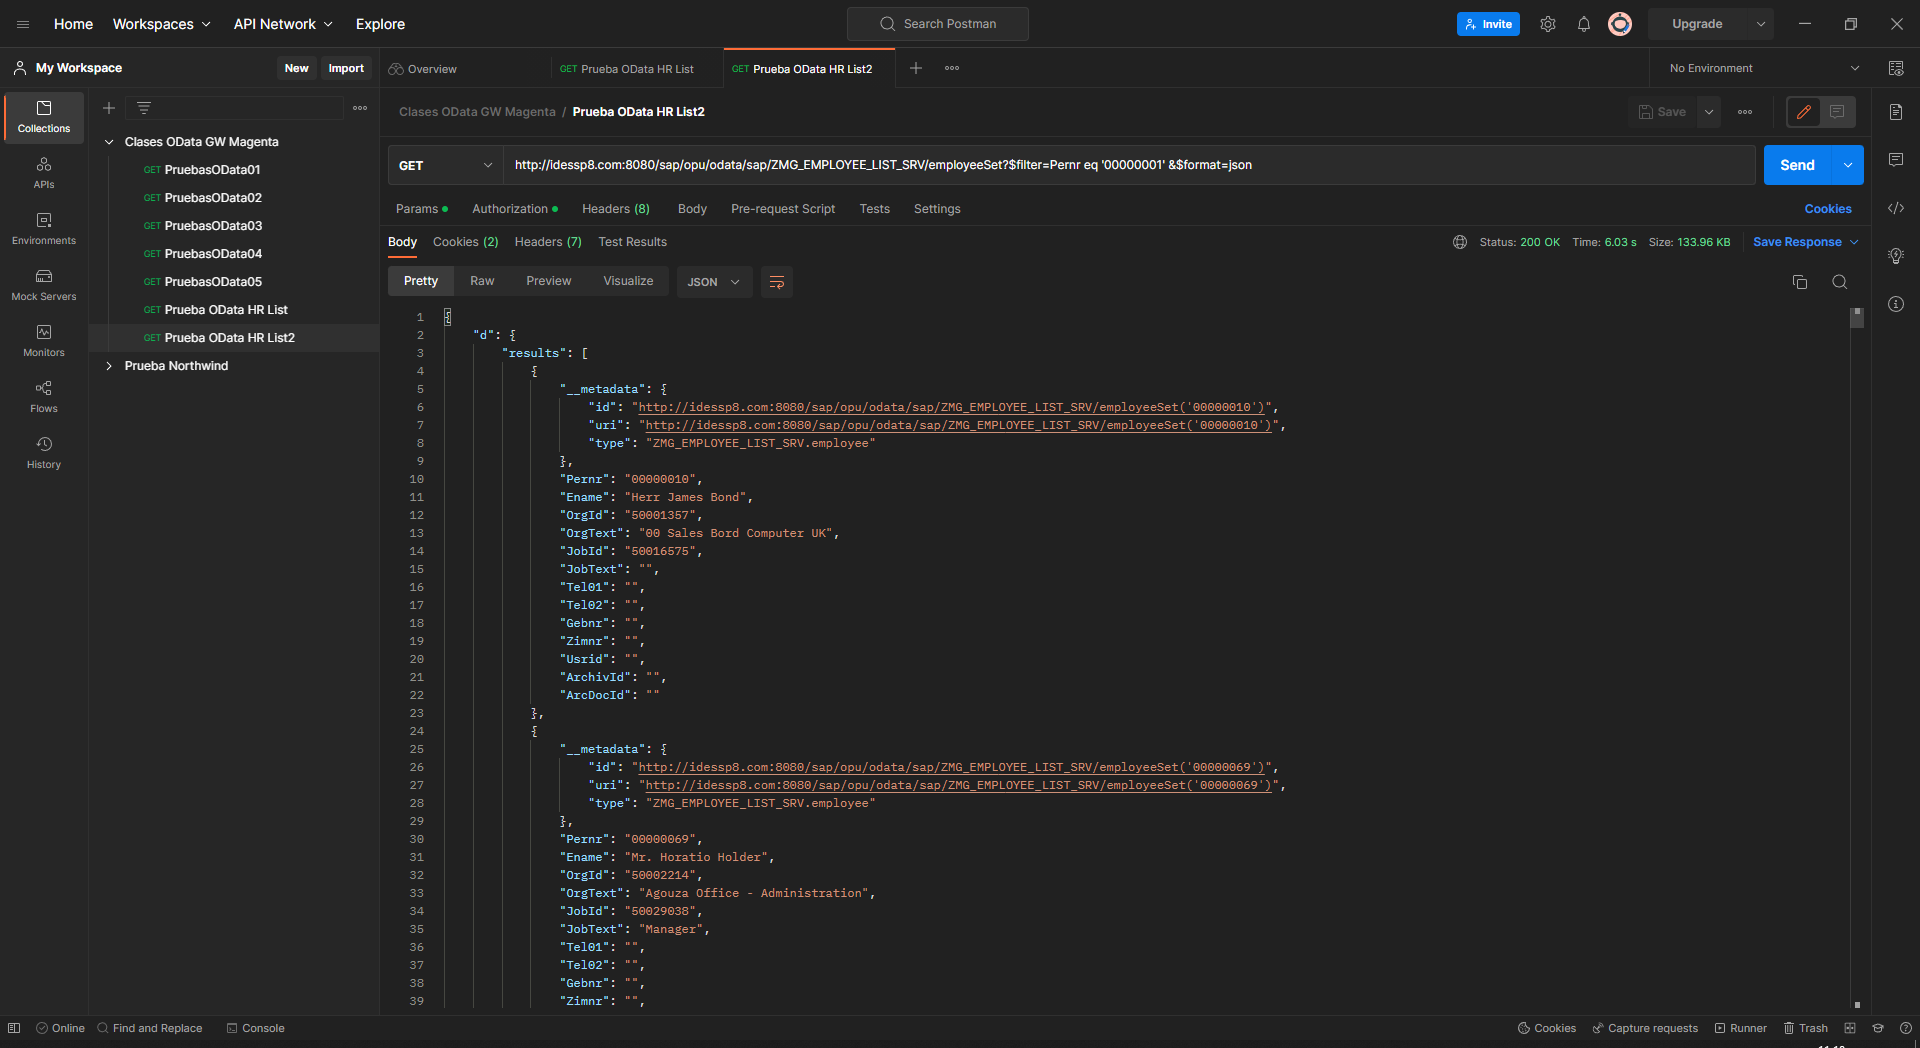 Home Workspaces API Network Explore Search Postman Invite Upgrade
My Workspace New Import
Overview GET Prueba OData HR List GET Prueba OData HR List2 No Environment
Clases OData GW Magenta / Prueba OData HR List2 Save
Collections
APIs
Environments
Mock Servers
Monitors
Flows
History
Clases OData GW Magenta
GET PruebasOData01
GET PruebasOData02
GET PruebasOData03
GET PruebasOData04
GET PruebasOData05
GET Prueba OData HR List
GET Prueba OData HR List2
Prueba Northwind
GET http://idessp8.com:8080/sap/opu/odata/sap/ZMG_EMPLOYEE_LIST_SRV/employeeSet?$filter=Pernr eq '00000001' &$format=json Send
Params Authorization Headers (8) Body Pre-request Script Tests Settings Cookies
Body Cookies (2) Headers (7) Test Results Status: 200 OK Time: 6.03 s Size: 133.96 KB Save Response
Pretty Raw Preview Visualize JSON
1 {
2 "d": {
3 "results": [
4 {
5 "__metadata": {
6 "id": "http://idessp8.com:8080/sap/opu/odata/sap/ZMG_EMPLOYEE_LIST_SRV/employeeSet('00000010')",
7 "uri": "http://idessp8.com:8080/sap/opu/odata/sap/ZMG_EMPLOYEE_LIST_SRV/employeeSet('00000010')",
8 "type": "ZMG_EMPLOYEE_LIST_SRV.employee"
9 },
10 "Pernr": "00000010",
11 "Ename": "Herr James Bond",
12 "OrgId": "50001357",
13 "OrgText": "00 Sales Bord Computer UK",
14 "JobId": "50016575",
15 "JobText": "",
16 "Tel01": "",
17 "Tel02": "",
18 "Gebnr": "",
19 "Zimnr": "",
20 "Usrid": "",
21 "ArchivId": "",
22 "ArcDocId": ""
23 },
24 {
25 "__metadata": {
26 "id": "http://idessp8.com:8080/sap/opu/odata/sap/ZMG_EMPLOYEE_LIST_SRV/employeeSet('00000069')",
27 "uri": "http://idessp8.com:8080/sap/opu/odata/sap/ZMG_EMPLOYEE_LIST_SRV/employeeSet('00000069')",
28 "type": "ZMG_EMPLOYEE_LIST_SRV.employee"
29 },
30 "Pernr": "00000069",
31 "Ename": "Mr. Horatio Holder",
32 "OrgId": "50002214",
33 "OrgText": "Agouza Office - Administration",
34 "JobId": "50029038",
35 "JobText": "Manager",
36 "Tel01": "",
37 "Tel02": "",
38 "Gebnr": "",
39 "Zimnr": "",
Online Find and Replace Console Cookies Capture requests Runner Trash